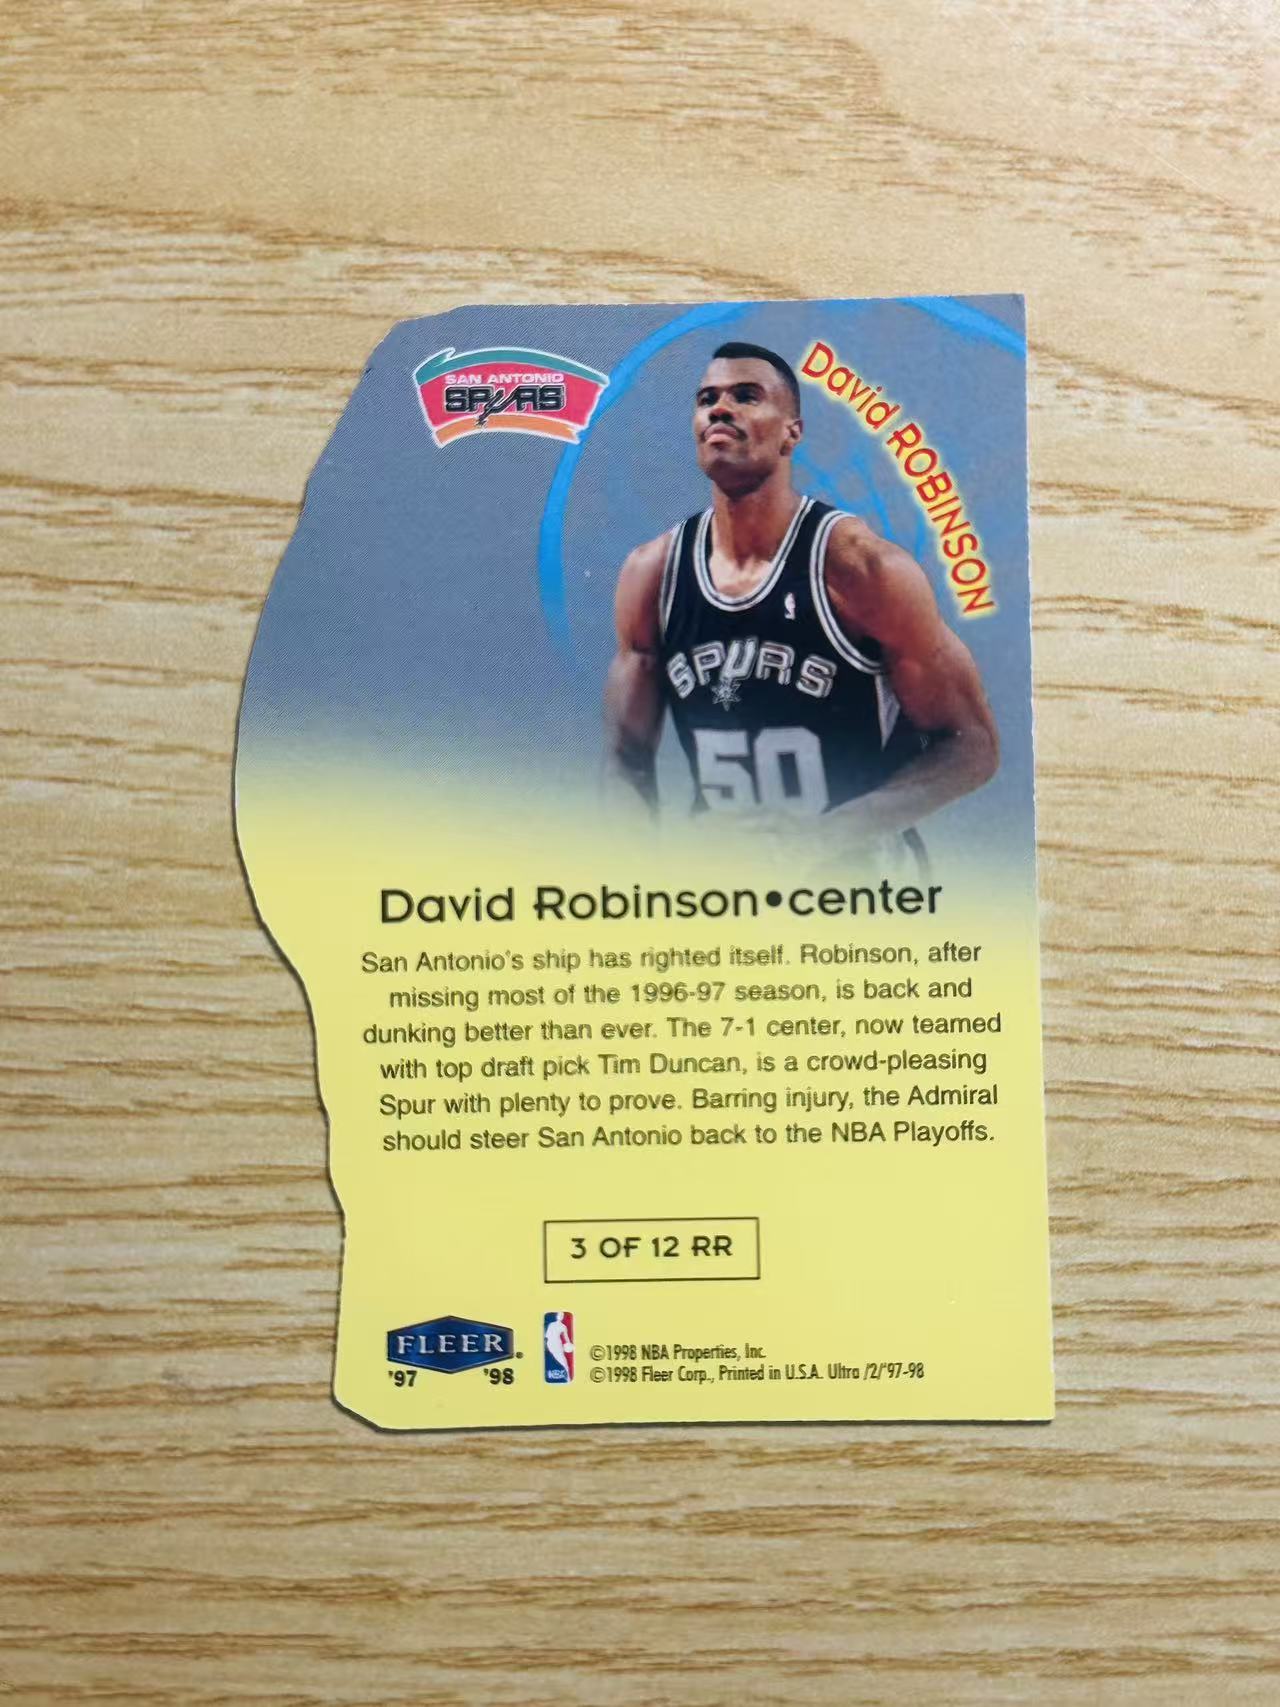 SAN ANTONIO
SPURS
David ROBINSON
SPURS
50
David Robinson•center
San Antonio's ship has righted itself. Robinson, after
missing most of the 1996-97 season, is back and
dunking better than ever. The 7-1 center, now teamed
with top draft pick Tim Duncan, is a crowd-pleasing
Spur with plenty to prove. Barring injury, the Admiral
should steer San Antonio back to the NBA Playoffs.
3 OF 12 RR
FLEER
'97 '98
NBA
©1998 NBA Properties, Inc.
©1998 Fleer Corp., Printed in U.S.A. Ultra /2/'97-98